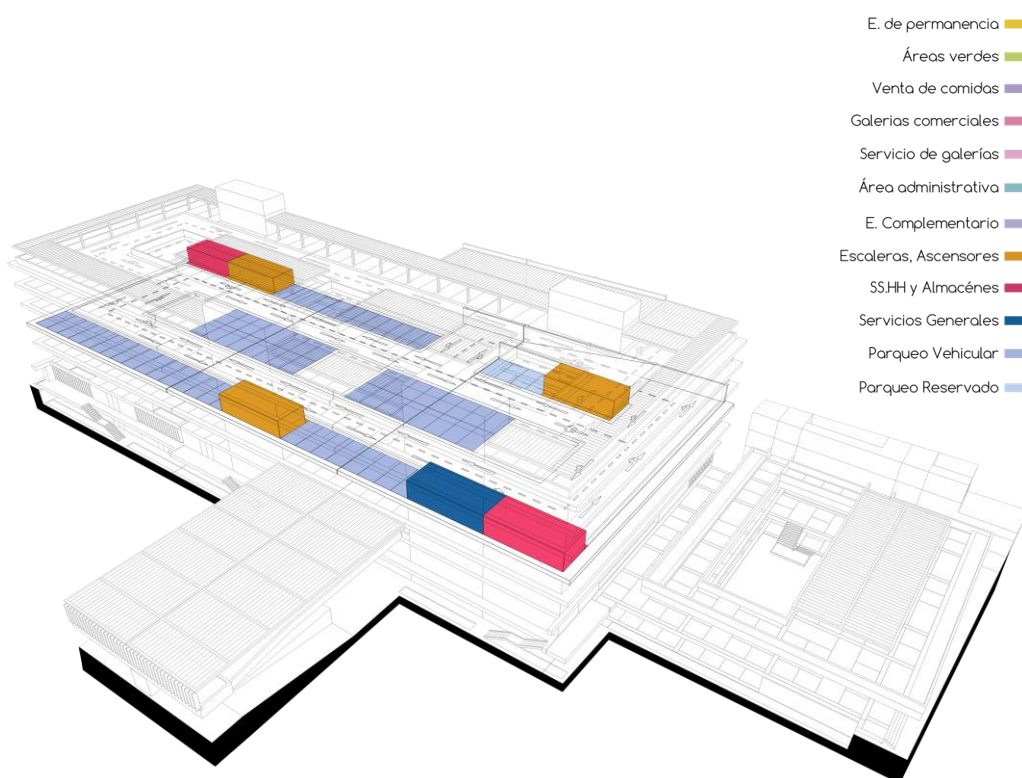 E. de permanencia
Áreas verdes
Venta de comidas
Galerias comerciales
Servicio de galerías
Área administrativa
E. Complementario
Escaleras, Ascensores
SS.HH y Almacénes
Servicios Generales
Parqueo Vehicular
Parqueo Reservado